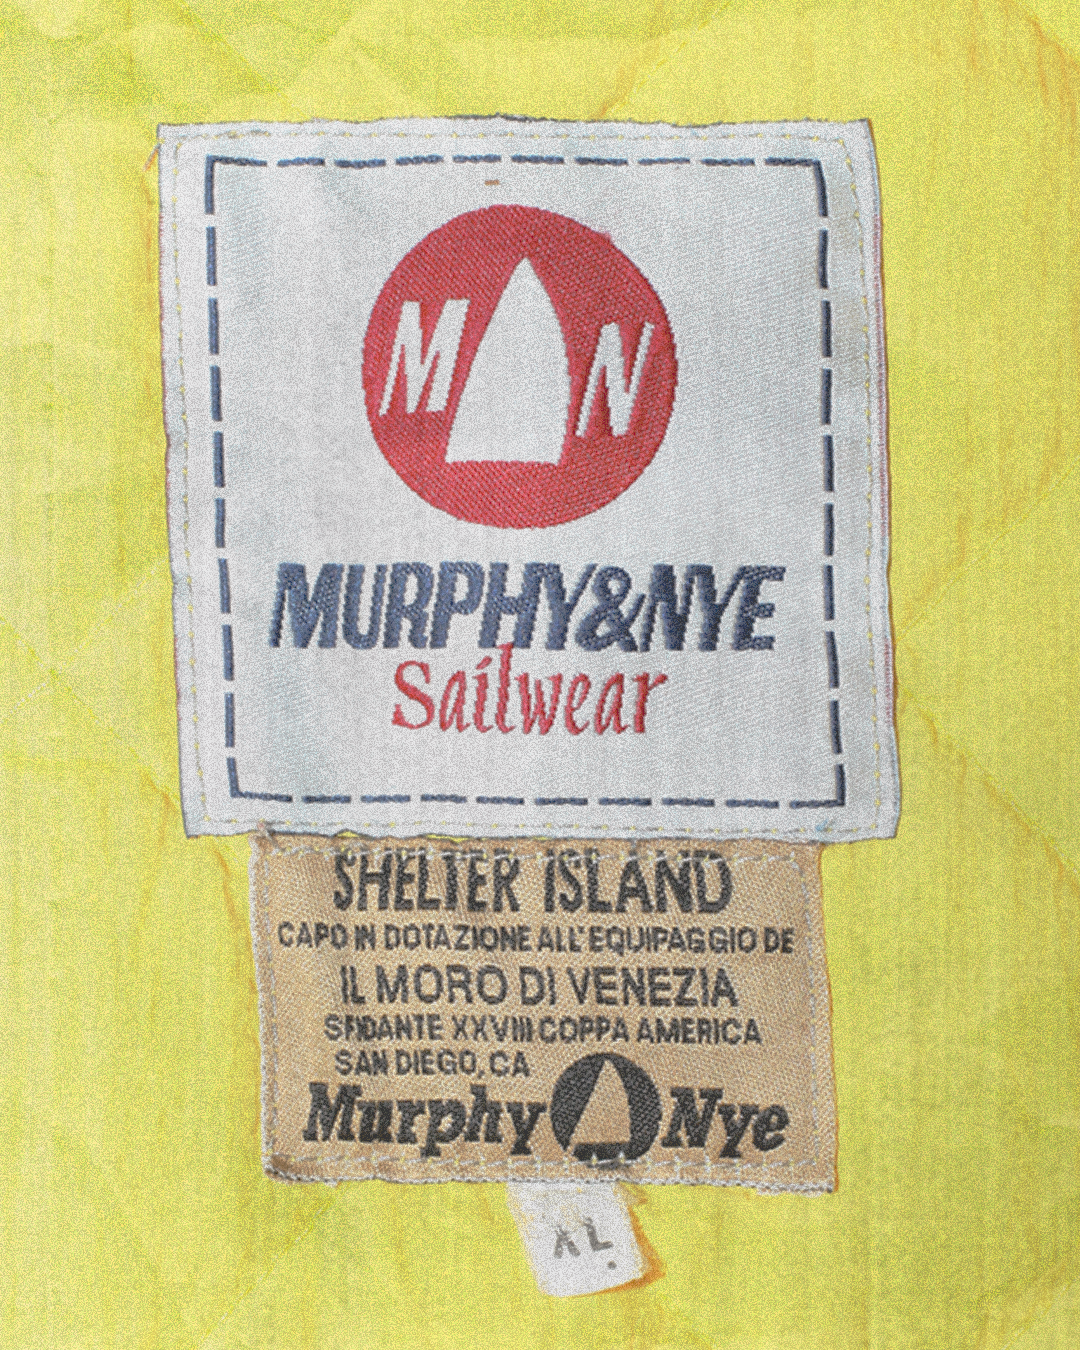 M N
MURPHY&NYE
Sailwear
SHELTER ISLAND
CAPO IN DOTAZIONE ALL'EQUIPAGGIO DE
IL MORO DI VENEZIA
SFIDANTE XXVIII COPPA AMERICA
SAN DIEGO, CA
Murphy Nye
XL